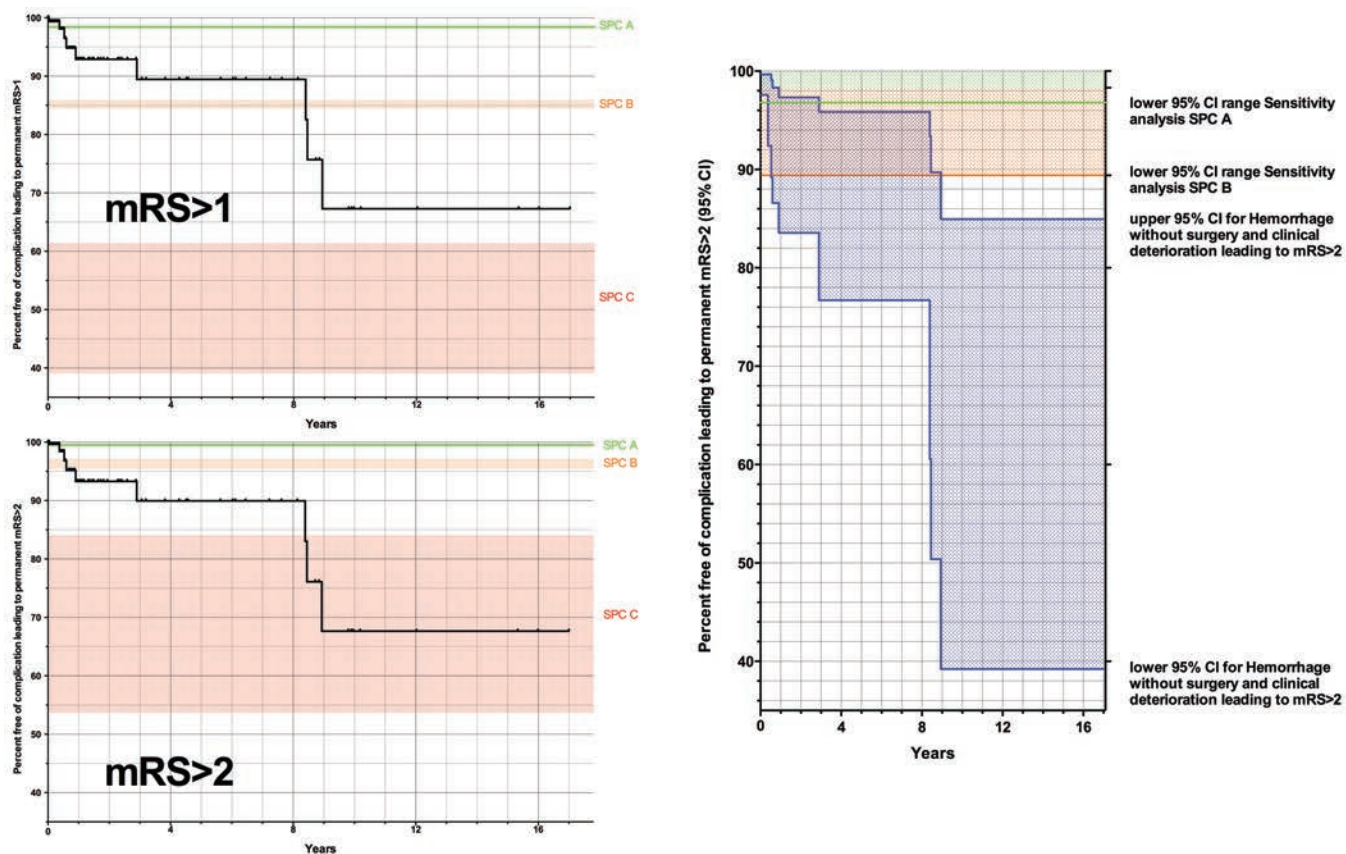 100
90
80
70
60
50
40
Percent free of complication leading to permanent mRS>1
SPC A
SPC B
SPC C
mRS>1
0
4
8
12
16
Years
100
90
80
70
60
50
40
Percent free of complication leading to permanent mRS>2
SPC A
SPC B
SPC C
mRS>2
0
4
8
12
16
Years
100
90
80
70
60
50
40
Percent free of complication leading to permanent mRS>2 (95% CI)
lower 95% CI range Sensitivity
analysis SPC A
lower 95% CI range Sensitivity
analysis SPC B
upper 95% CI for Hemorrhage
without surgery and clinical
deterioration leading to mRS>2
lower 95% CI for Hemorrhage
without surgery and clinical
deterioration leading to mRS>2
0
4
8
12
16
Years